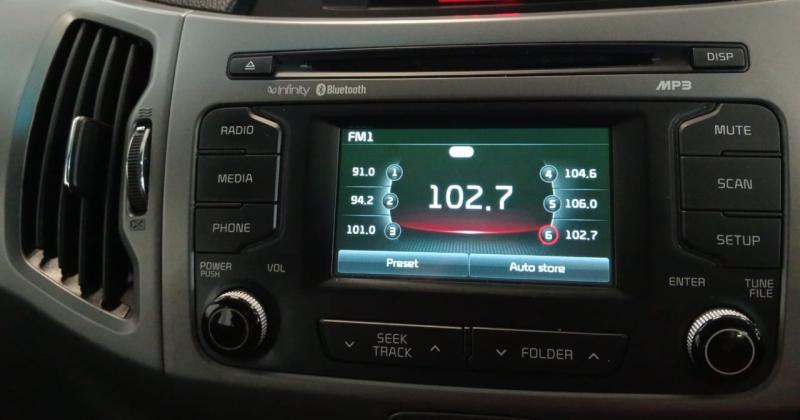 DISP
Infinity Bluetooth
MP3
RADIO
MEDIA
PHONE
FM1
91.0 1
94.2 2
101.0 3
102.7
4 104.6
5 106.0
6 102.7
Preset
Auto store
MUTE
SCAN
SETUP
POWER
PUSH
VOL
SEEK
TRACK
FOLDER
ENTER
TUNE
FILE